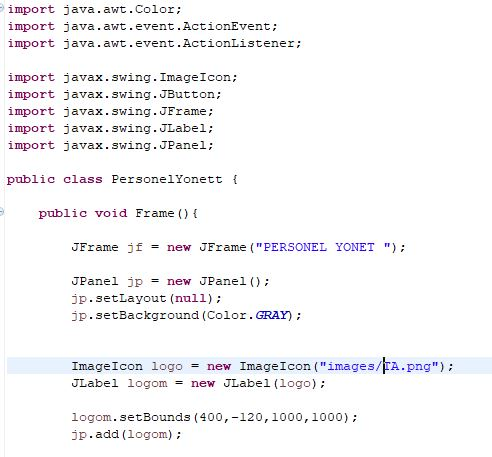 import java.awt.Color;
import java.awt.event.ActionEvent;
import java.awt.event.ActionListener;
import javax.swing.ImageIcon;
import javax.swing.JButton;
import javax.swing.JFrame;
import javax.swing.JLabel;
import javax.swing.JPanel;
public class PersonelYonett {
public void Frame(){
JFrame jf = new JFrame("PERSONEL YONET ");
JPanel jp = new JPanel();
jp.setLayout(null);
jp.setBackground(Color.GRAY);
ImageIcon logo = new ImageIcon("images/TA.png");
JLabel logom = new JLabel(logo);
logom.setBounds(400,-120,1000,1000);
jp.add(logom);